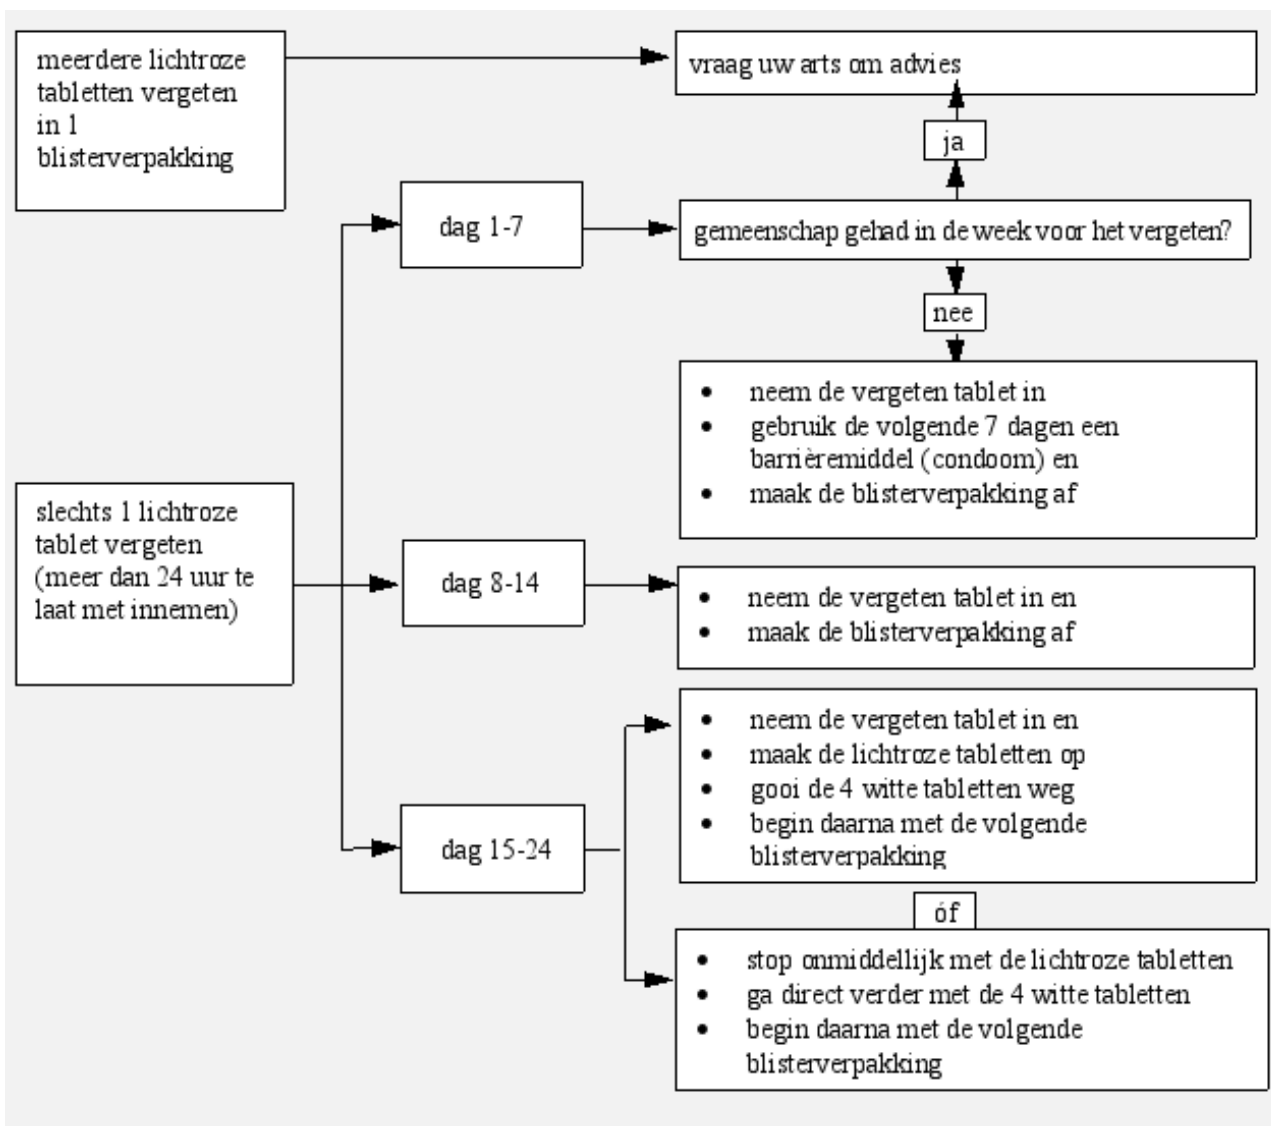 meerdere lichtroze
tabletten vergeten
in 1
blisterverpakking
vraag uw arts om advies
ja
dag 1-7
gemeenschap gehad in de week voor het vergeten?
nee
• neem de vergeten tablet in
• gebruik de volgende 7 dagen een
barrièremiddel (condoom) en
• maak de blisterverpakking af
slechts 1 lichtroze
tablet vergeten
(meer dan 24 uur te
laat met innemen)
dag 8-14
• neem de vergeten tablet in en
• maak de blisterverpakking af
dag 15-24
• neem de vergeten tablet in en
• maak de lichtroze tabletten op
• gooi de 4 witte tabletten weg
• begin daarna met de volgende
blisterverpakking
óf
• stop onmiddellijk met de lichtroze tabletten
• ga direct verder met de 4 witte tabletten
• begin daarna met de volgende
blisterverpakking